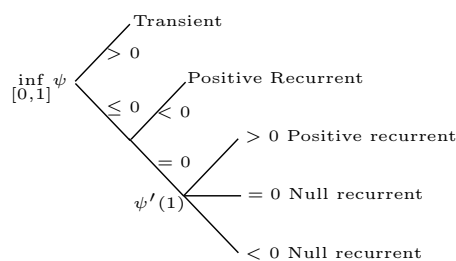 Transient
> 0
inf ψ
[0,1]
Positive Recurrent
≤ 0
< 0
> 0 Positive recurrent
= 0
= 0 Null recurrent
ψ′(1)
< 0 Null recurrent